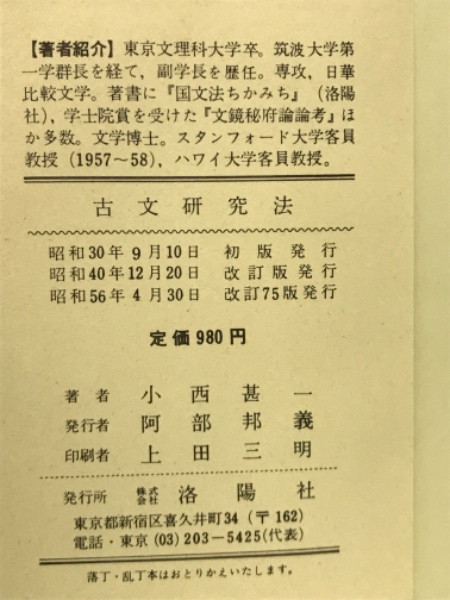 【著者紹介】東京文理科大学卒。筑波大学第
一学群長を経て，副学長を歴任。専攻，日華
比較文学。著書に『国文法ちかみち』（洛陽
社），学士院賞を受けた『文鏡秘府論論考』ほ
か多数。文学博士。スタンフォード大学客員
教授（1957～58），ハワイ大学客員教授。
古文研究法
昭和30年9月10日 初版発行
昭和40年12月20日 改訂版発行
昭和56年4月30日 改訂75版発行
定価980円
著者 小西甚一
発行者 阿部邦義
印刷者 上田三明
発行所 株式会社 洛陽社
東京都新宿区喜久井町34（〒162）
電話・東京(03)203－5425(代表)
落丁・乱丁本はおとりかえいたします。